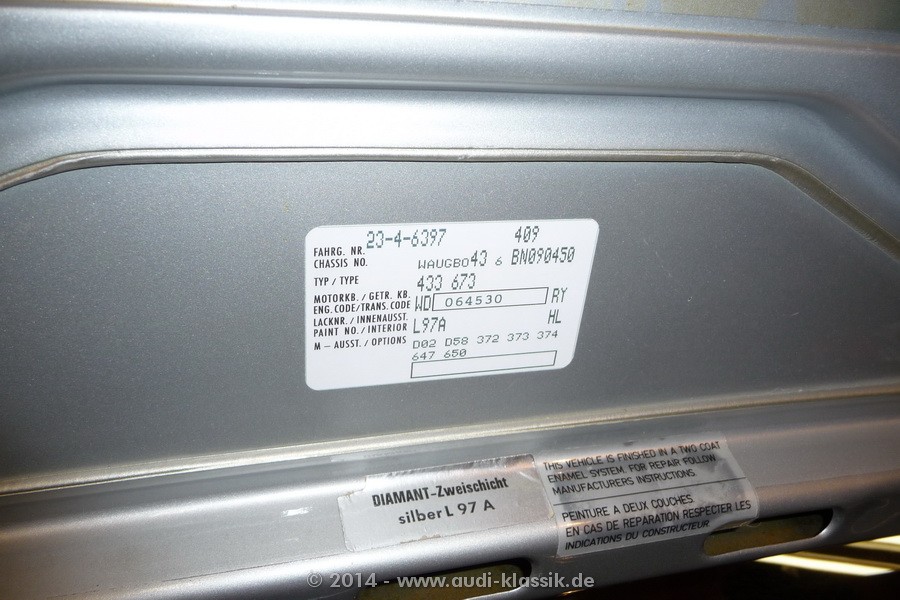 FAHRG. NR. 23-4-6397 409
CHASSIS NO. WAUGB043 6 BN090450
TYP / TYPE 433 673
MOTORKB. / GETR. KB.
ENG.CODE/TRANS.CODE WD 064530 RY
LACKNR. / INNENAUSST.
PAINT NO. / INTERIOR L97A HL
M – AUSST. / OPTIONS D02 D58 372 373 374
647 650
DIAMANT-Zweischicht
silber L 97 A
THIS VEHICLE IS FINISHED IN A TWO COAT
ENAMEL SYSTEM. FOR REPAIR FOLLOW
MANUFACTURERS INSTRUCTIONS.
PEINTURE A DEUX COUCHES.
EN CAS DE REPARATION RESPECTER LES
INDICATIONS DU CONSTRUCTEUR.
© 2014 - www.audi-klassik.de